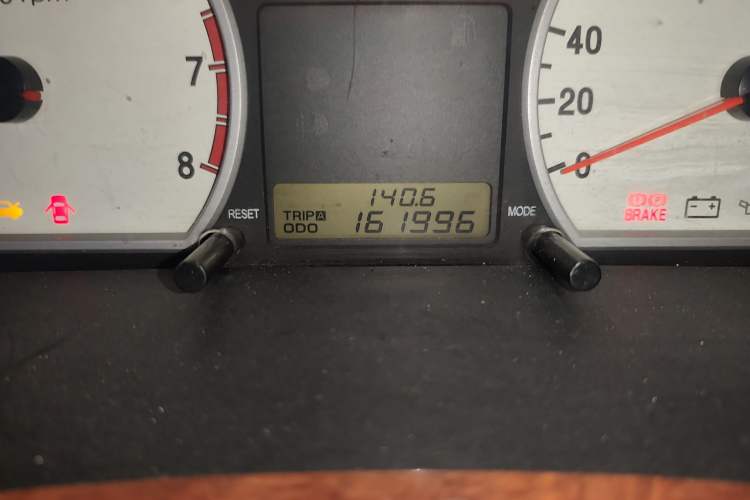 7
8
RESET
140.6
TRIP A
ODO 161996
MODE
40
20
0
BRAKE